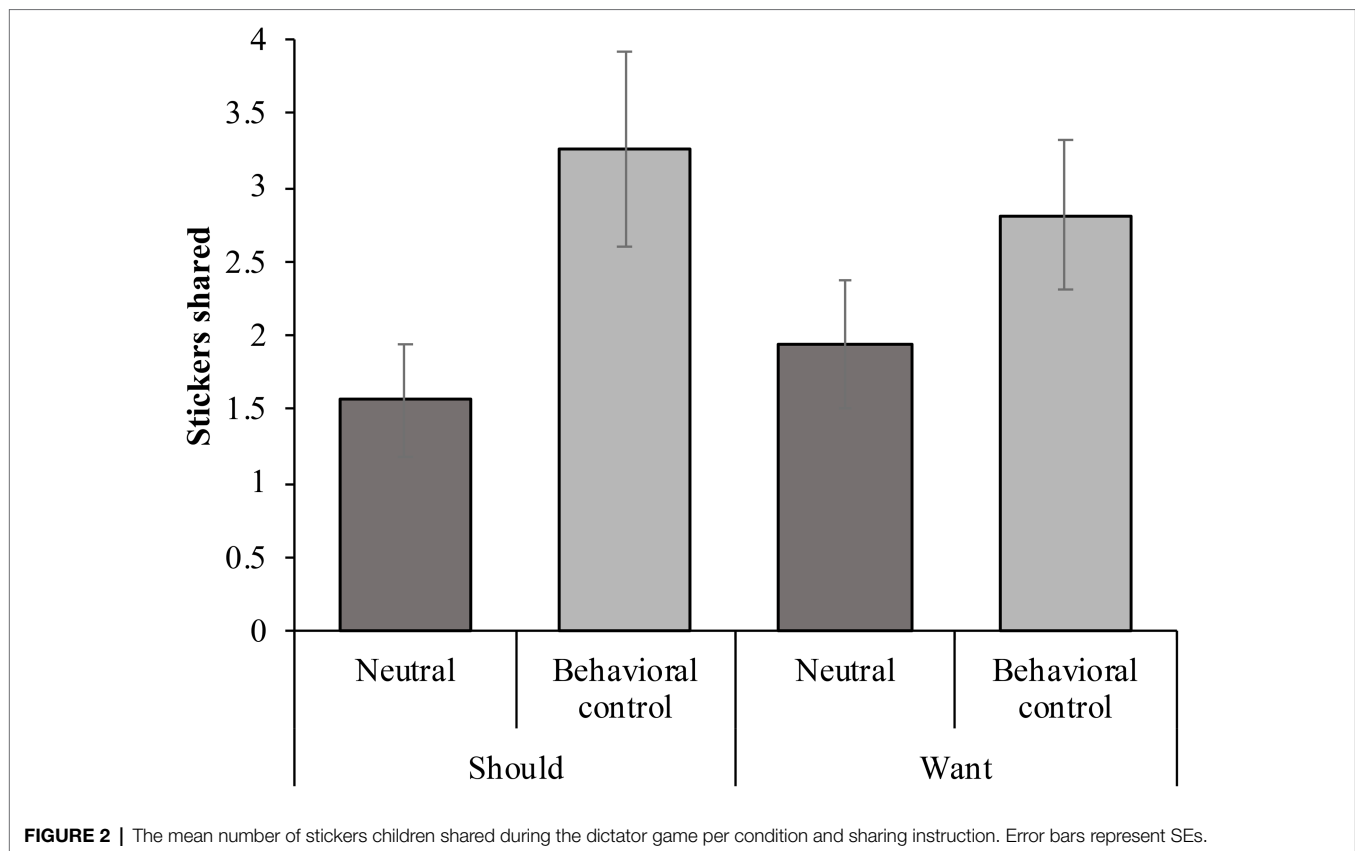 4
3.5
3
2.5
2
1.5
1
0.5
0
Stickers shared
Neutral
Behavioral
control
Neutral
Behavioral
control
Should
Want
FIGURE 2 | The mean number of stickers children shared during the dictator game per condition and sharing instruction. Error bars represent SEs.